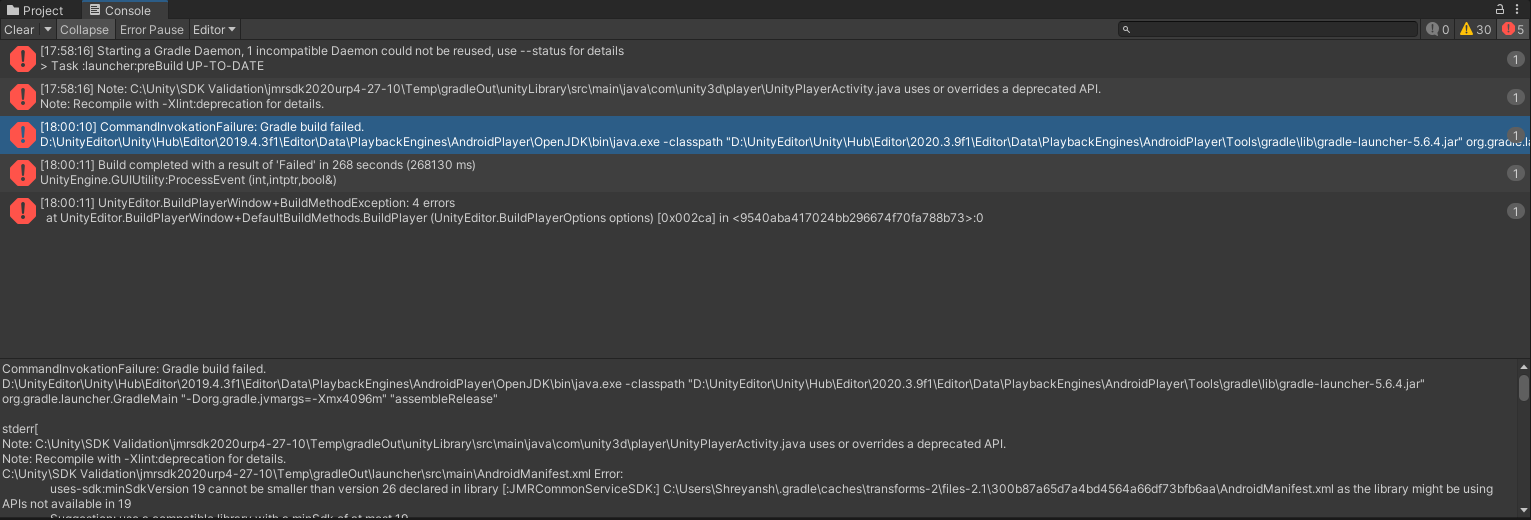 Project
Console
Clear
Collapse
Error Pause
Editor
0
30
5
[17:58:16] Starting a Gradle Daemon, 1 incompatible Daemon could not be reused, use --status for details
> Task :launcher:preBuild UP-TO-DATE
1
[17:58:16] Note: C:\Unity\SDK Validation\jmrsdk2020urp4-27-10\Temp\gradleOut\unityLibrary\src\main\java\com\unity3d\player\UnityPlayerActivity.java uses or overrides a deprecated API.
Note: Recompile with -Xlint:deprecation for details.
1
[18:00:10] CommandInvokationFailure: Gradle build failed.
D:\UnityEditor\Unity\Hub\Editor\2019.4.3f1\Editor\Data\PlaybackEngines\AndroidPlayer\OpenJDK\bin\java.exe -classpath "D:\UnityEditor\Unity\Hub\Editor\2020.3.9f1\Editor\Data\PlaybackEngines\AndroidPlayer\Tools\gradle\lib\gradle-launcher-5.6.4.jar" org.gradle.l
1
[18:00:11] Build completed with a result of 'Failed' in 268 seconds (268130 ms)
UnityEngine.GUIUtility:ProcessEvent (int,intptr,bool&)
1
[18:00:11] UnityEditor.BuildPlayerWindow+BuildMethodException: 4 errors
at UnityEditor.BuildPlayerWindow+DefaultBuildMethods.BuildPlayer (UnityEditor.BuildPlayerOptions options) [0x002ca] in <9540aba417024bb296674f70fa788b73>:0
1
CommandInvokationFailure: Gradle build failed.
D:\UnityEditor\Unity\Hub\Editor\2019.4.3f1\Editor\Data\PlaybackEngines\AndroidPlayer\OpenJDK\bin\java.exe -classpath "D:\UnityEditor\Unity\Hub\Editor\2020.3.9f1\Editor\Data\PlaybackEngines\AndroidPlayer\Tools\gradle\lib\gradle-launcher-5.6.4.jar"
org.gradle.launcher.GradleMain "-Dorg.gradle.jvmargs=-Xmx4096m" "assembleRelease"
stderr[
Note: C:\Unity\SDK Validation\jmrsdk2020urp4-27-10\Temp\gradleOut\unityLibrary\src\main\java\com\unity3d\player\UnityPlayerActivity.java uses or overrides a deprecated API.
Note: Recompile with -Xlint:deprecation for details.
C:\Unity\SDK Validation\jmrsdk2020urp4-27-10\Temp\gradleOut\launcher\src\main\AndroidManifest.xml Error:
uses-sdk:minSdkVersion 19 cannot be smaller than version 26 declared in library [:JMRCommonServiceSDK:] C:\Users\Shreyansh\.gradle\caches\transforms-2\files-2.1\300b87a65d7a4bd4564a66df73bfb6aa\AndroidManifest.xml as the library might be using
APIs not available in 19
Suggestion: use a compatible library with a minSdk of at most 19